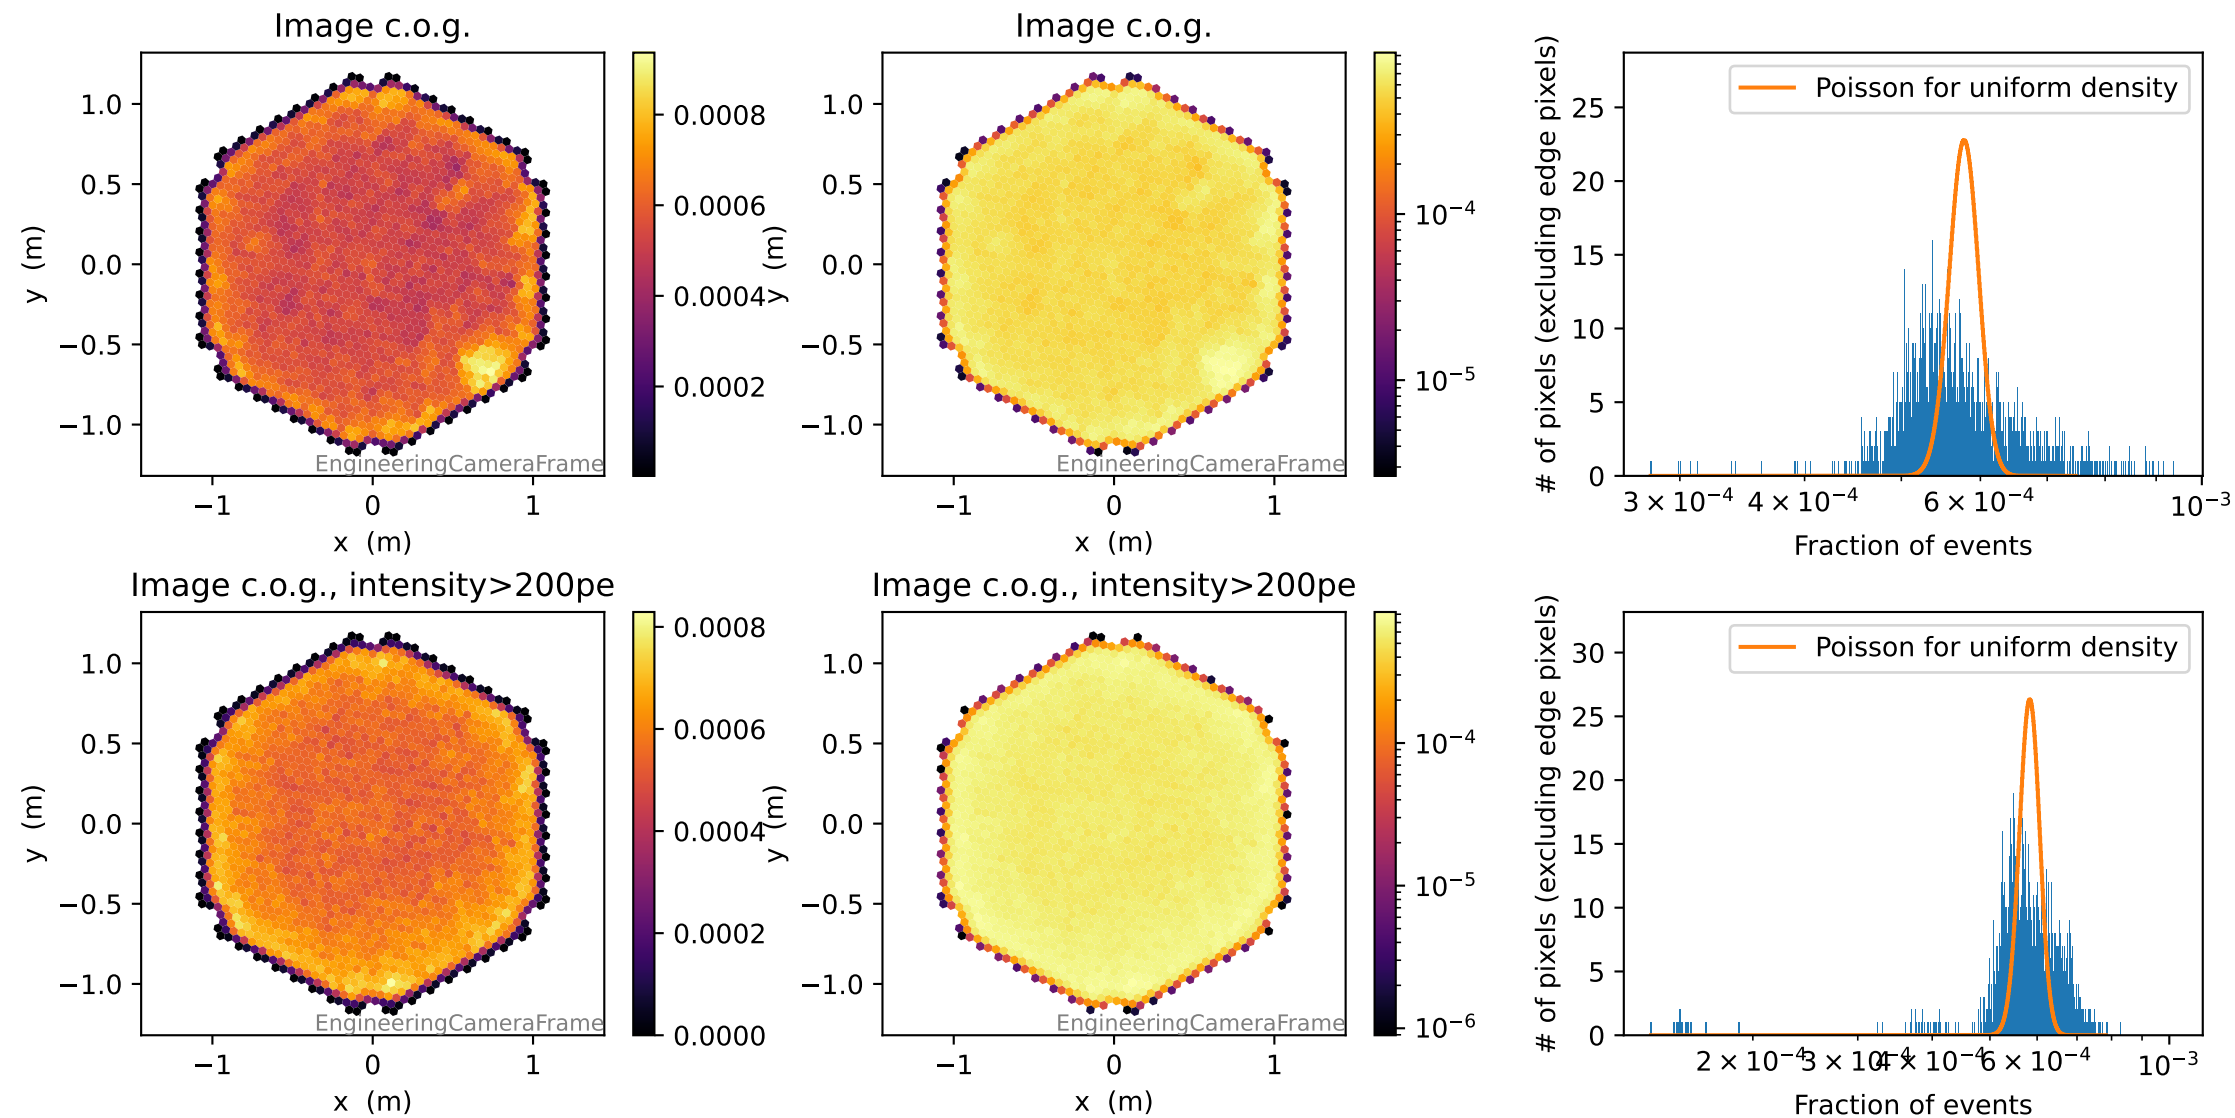 Image c.o.g.
y (m)
1.0
0.5
0.0
−0.5
−1.0
−1
0
1
x (m)
EngineeringCameraFrame
0.0008
0.0006
0.0004
0.0002
Image c.o.g.
y (m)
1.0
0.5
0.0
−0.5
−1.0
−1
0
1
x (m)
EngineeringCameraFrame
10⁻⁴
10⁻⁵
# of pixels (excluding edge pixels)
25
20
15
10
5
0
Poisson for uniform density
3 × 10⁻⁴
4 × 10⁻⁴
6 × 10⁻⁴
10⁻³
Fraction of events
Image c.o.g., intensity>200pe
y (m)
1.0
0.5
0.0
−0.5
−1.0
−1
0
1
x (m)
EngineeringCameraFrame
0.0008
0.0006
0.0004
0.0002
0.0000
Image c.o.g., intensity>200pe
y (m)
1.0
0.5
0.0
−0.5
−1.0
−1
0
1
x (m)
EngineeringCameraFrame
10⁻⁴
10⁻⁵
10⁻⁶
# of pixels (excluding edge pixels)
30
25
20
15
10
5
0
Poisson for uniform density
2 × 10⁻⁴
3 × 10⁻⁴
4 × 10⁻⁴
6 × 10⁻⁴
10⁻³
Fraction of events